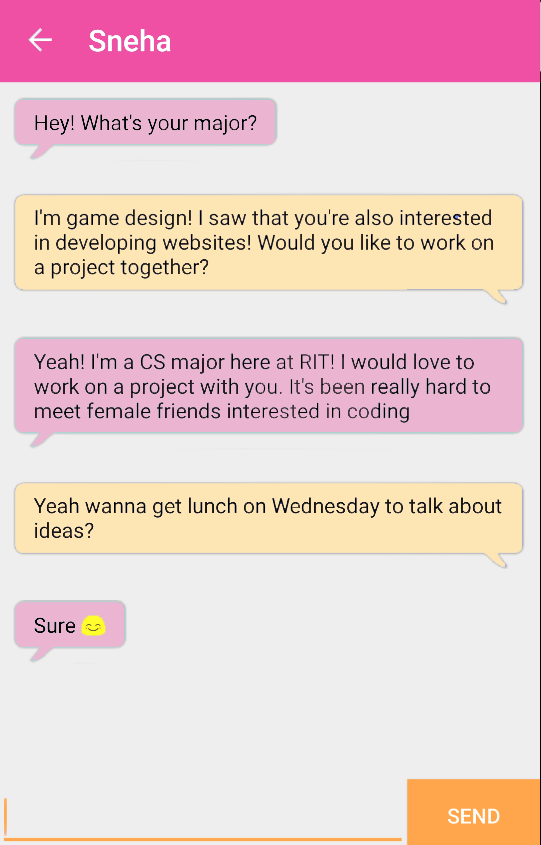 Sneha
Hey! What's your major?
I'm game design! I saw that you're also interested
in developing websites! Would you like to work on
a project together?
Yeah! I'm a CS major here at RIT! I would love to
work on a project with you. It's been really hard to
meet female friends interested in coding
Yeah wanna get lunch on Wednesday to talk about
ideas?
Sure 😊
SEND